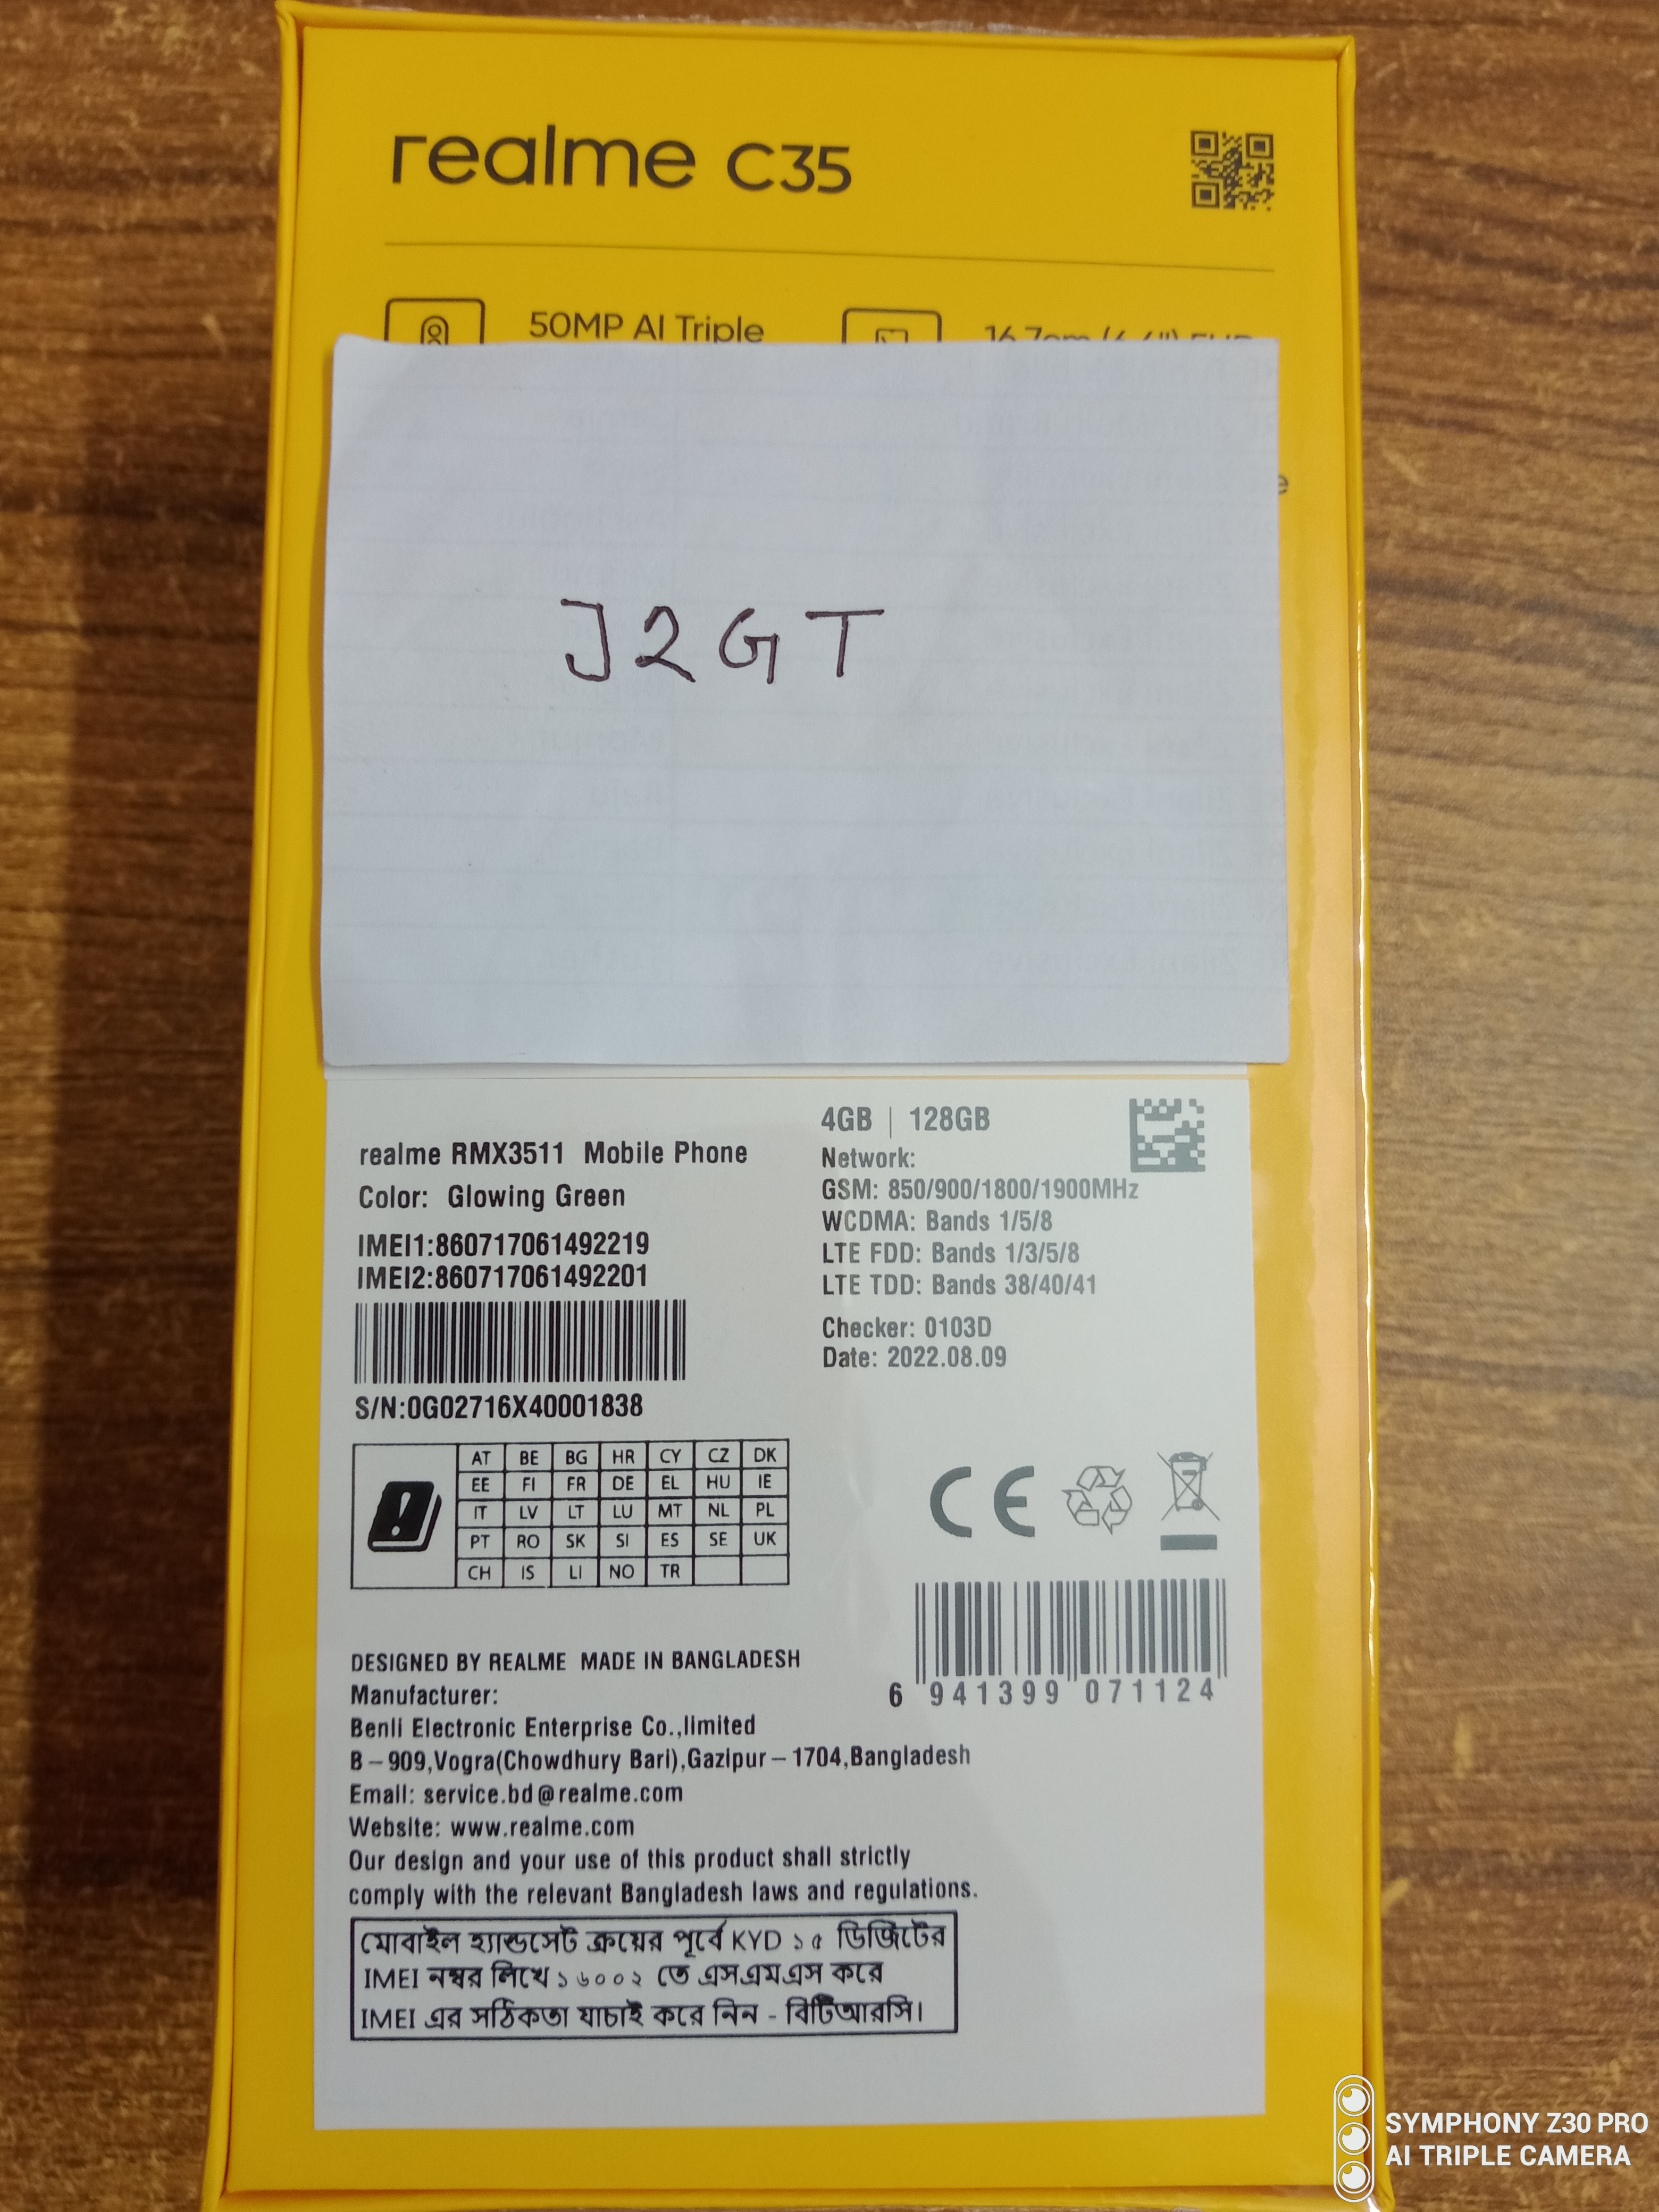 realme C35
50MP AI Triple
J2GT
realme RMX3511 Mobile Phone
Color: Glowing Green
IMEI1:860717061492219
IMEI2:860717061492201
S/N:0G02716X40001838
4GB | 128GB
Network:
GSM: 850/900/1800/1900MHz
WCDMA: Bands 1/5/8
LTE FDD: Bands 1/3/5/8
LTE TDD: Bands 38/40/41
Checker: 0103D
Date: 2022.08.09
AT BE BG HR CY CZ DK
EE FI FR DE EL HU IE
IT LV LT LU MT NL PL
PT RO SK SI ES SE UK
CH IS LI NO TR
CE
6 941399 071124
DESIGNED BY REALME MADE IN BANGLADESH
Manufacturer:
Benli Electronic Enterprise Co.,limited
B–909,Vogra(Chowdhury Bari),Gazipur–1704,Bangladesh
Email: service.bd@realme.com
Website: www.realme.com
Our design and your use of this product shall strictly
comply with the relevant Bangladesh laws and regulations.
মোবাইল হ্যান্ডসেট ক্রয়ের পূর্বে KYD ১৫ ডিজিটের
IMEI নম্বর লিখে ১৬০০২ তে এসএমএস করে
IMEI এর সঠিকতা যাচাই করে নিন - বিটিআরসি।
SYMPHONY Z30 PRO
AI TRIPLE CAMERA